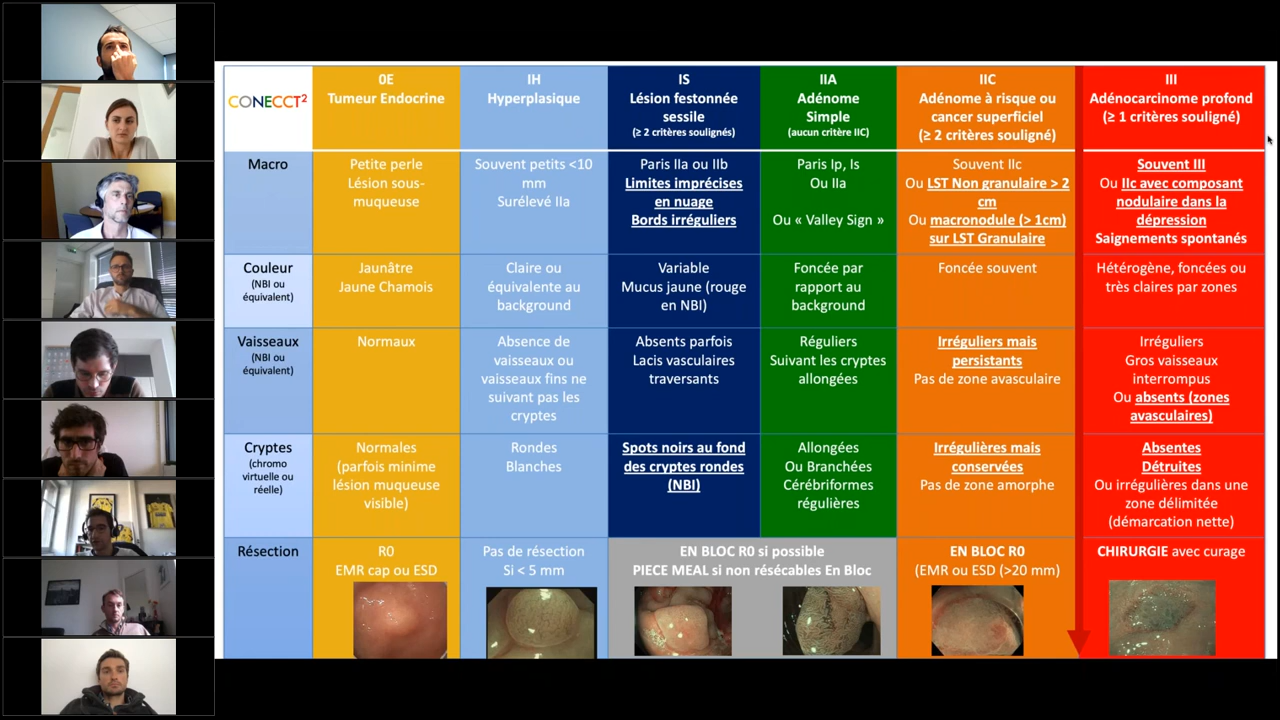 CONECCT²
0E
Tumeur Endocrine
IH
Hyperplasique
IS
Lésion festonnée
sessile
(≥ 2 critères soulignés)
IIA
Adénome
Simple
(aucun critère IIC)
IIC
Adénome à risque ou
cancer superficiel
(≥ 2 critères souligné)
III
Adénocarcinome profond
(≥ 1 critères souligné)
Macro
Petite perle
Lésion sous-
muqueuse
Souvent petits <10
mm
Surélevé IIa
Paris IIa ou IIb
Limites imprécises
en nuage
Bords irréguliers
Paris Ip, Is
Ou IIa
Ou « Valley Sign »
Souvent IIc
Ou LST Non granulaire > 2
cm
Ou macronodule (> 1cm)
sur LST Granulaire
Souvent III
Ou IIc avec composant
nodulaire dans la
dépression
Saignements spontanés
Couleur
(NBI ou
équivalent)
Jaunâtre
Jaune Chamois
Claire ou
équivalente au
background
Variable
Mucus jaune (rouge
en NBI)
Foncée par
rapport au
background
Foncée souvent
Hétérogène, foncées ou
très claires par zones
Vaisseaux
(NBI ou
équivalent)
Normaux
Absence de
vaisseaux ou
vaisseaux fins ne
suivant pas les
cryptes
Absents parfois
Lacis vasculaires
traversants
Réguliers
Suivant les cryptes
allongées
Irréguliers mais
persistants
Pas de zone avasculaire
Irréguliers
Gros vaisseaux
interrompus
Ou absents (zones
avasculaires)
Cryptes
(chromo
virtuelle ou
réelle)
Normales
(parfois minime
lésion muqueuse
visible)
Rondes
Blanches
Spots noirs au fond
des cryptes rondes
(NBI)
Allongées
Ou Branchées
Cérébriformes
régulières
Irrégulières mais
conservées
Pas de zone amorphe
Absentes
Détruites
Ou irrégulières dans une
zone délimitée
(démarcation nette)
Résection
R0
EMR cap ou ESD
Pas de résection
Si < 5 mm
EN BLOC R0 si possible
PIECE MEAL si non résécables En Bloc
EN BLOC R0
(EMR ou ESD (>20 mm)
CHIRURGIE avec curage